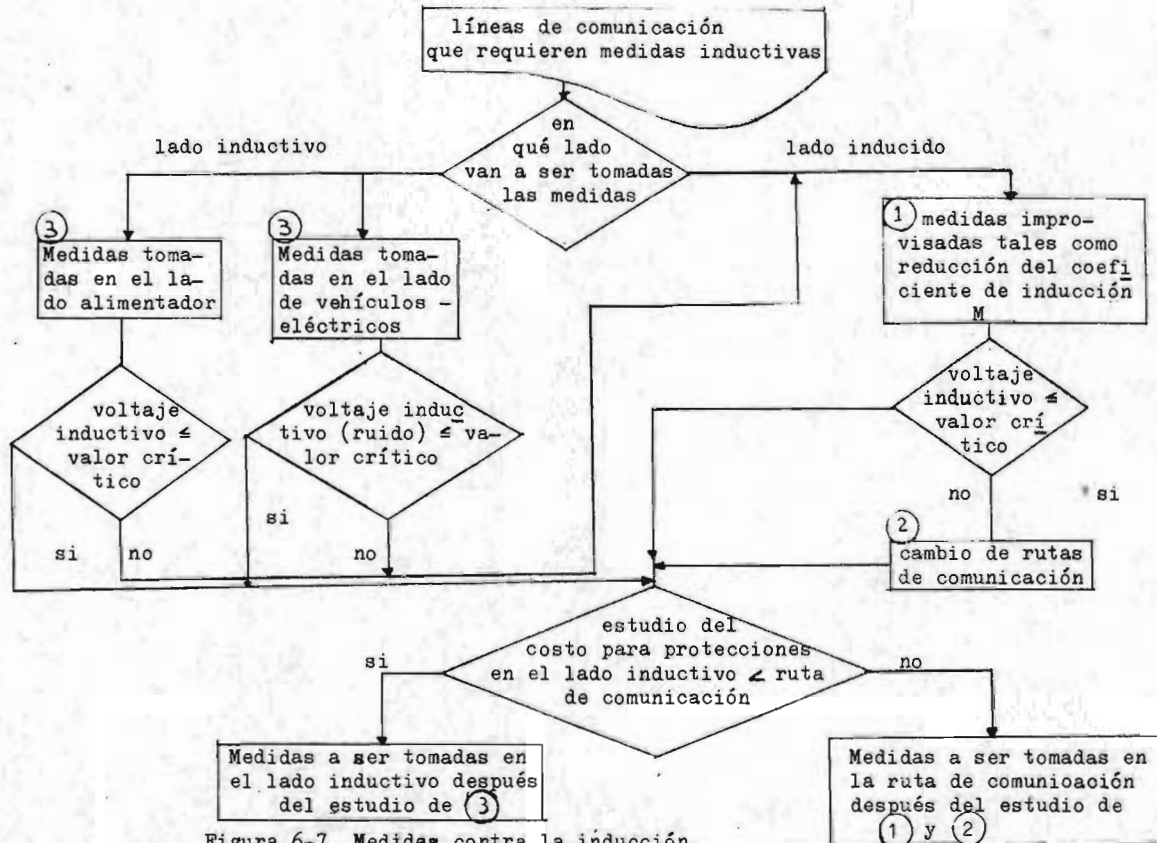 líneas de comunicación
que requieren medidas inductivas
en
qué lado
van a ser tomadas
las medidas
lado inductivo
lado inducido
3
Medidas toma-
das en el la-
do alimentador
3
Medidas toma-
das en el lado
de vehículos -
eléctricos
1 medidas impro-
visadas tales como
reducción del coefi
ciente de inducción
M
voltaje
inductivo ≤
valor crí-
tico
voltaje induc
tivo (ruido) ≤ va-
lor crítico
voltaje
inductivo ≤
valor crí
tico
si
no
si
no
no
si
2
cambio de rutas
de comunicación
estudio del
costo para protecciones
en el lado inductivo < ruta
de comunicación
si
no
Medidas a ser tomadas en
el lado inductivo después
del estudio de 3
Medidas a ser tomadas en
la ruta de comunicación
después del estudio de
1 y 2
Figura 6-7 Medidas contra la inducción